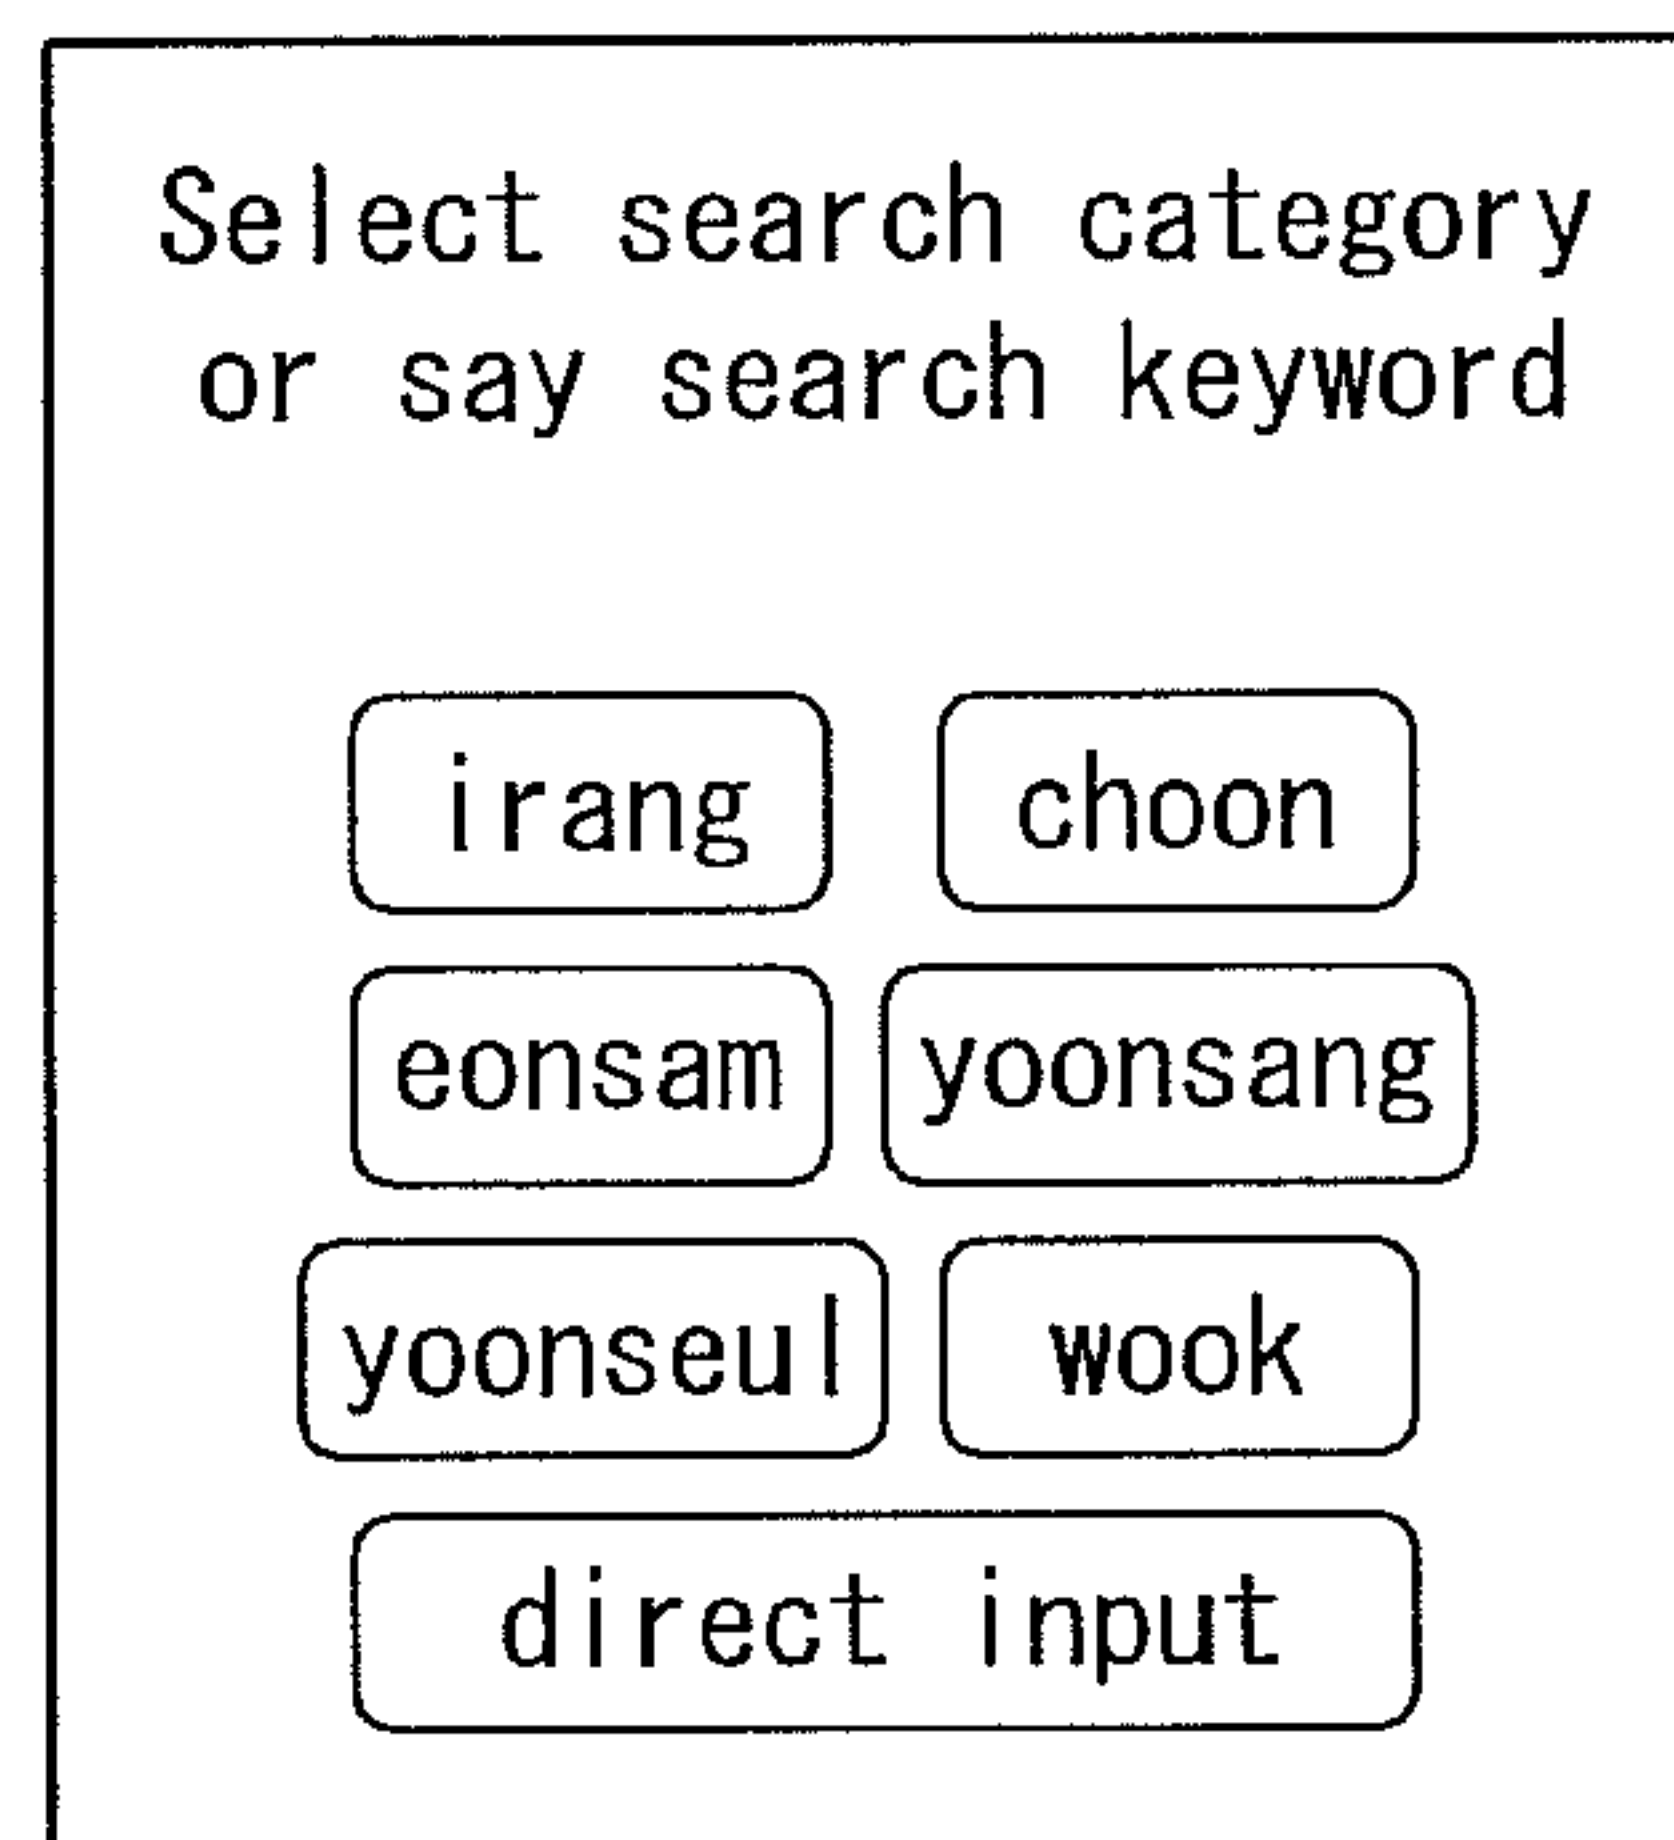 Select search category
or say search keyword
irang choon
eonsam yoonsang
yoonseul wook
direct input